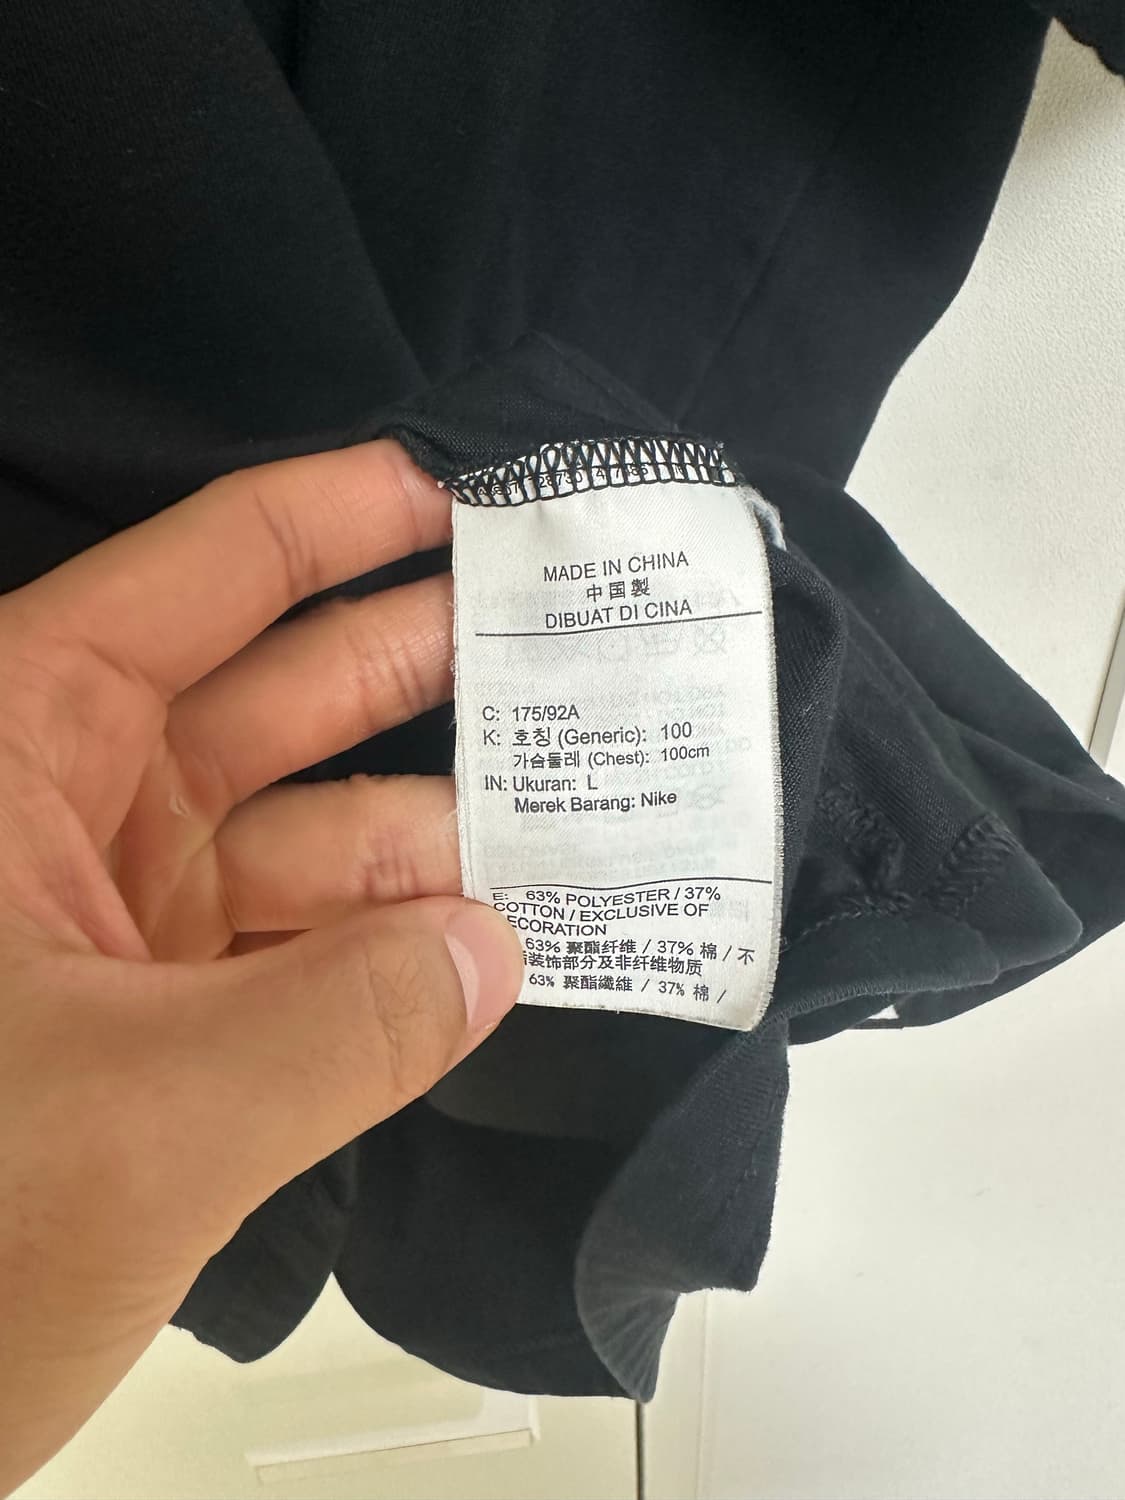 MADE IN CHINA
中国製
DIBUAT DI CINA
C: 175/92A
K: 호칭 (Generic): 100
가슴둘레 (Chest): 100cm
IN: Ukuran: L
Merek Barang: Nike
E: 63% POLYESTER / 37%
COTTON / EXCLUSIVE OF
ECORATION
63% 聚酯纤维 / 37% 棉 / 不
装饰部分及非纤维物质
63% 聚酯纖維 / 37% 棉 /